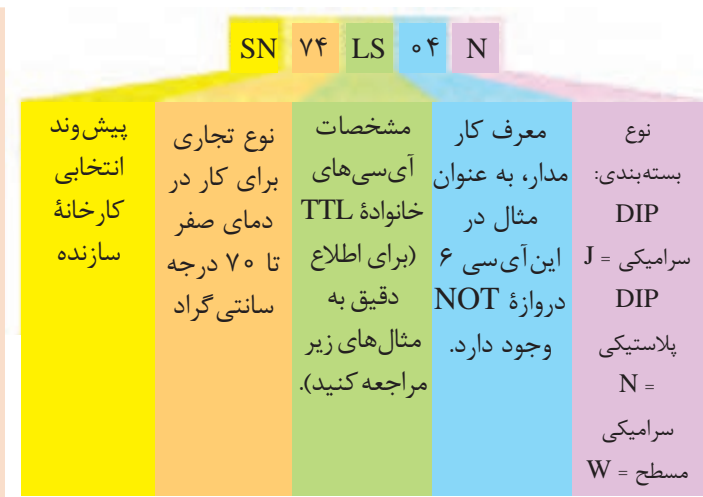 SN ۷۴ LS ۰۴ N
پیش‌وند
انتخابی
کارخانهٔ
سازنده
نوع تجاری
برای کار در
دمای صفر
تا ۷۰ درجه
سانتی‌گراد
مشخصات
آی‌سی‌های
خانوادهٔ TTL
(برای اطلاع
دقیق به
مثال‌های زیر
مراجعه کنید).
معرف کار
مدار، به عنوان
مثال در
این آی‌سی ۶
دروازهٔ NOT
وجود دارد.
نوع
بسته‌بندی:
DIP
سرامیکی = J
DIP
پلاستیکی
= N
سرامیکی
مسطح = W